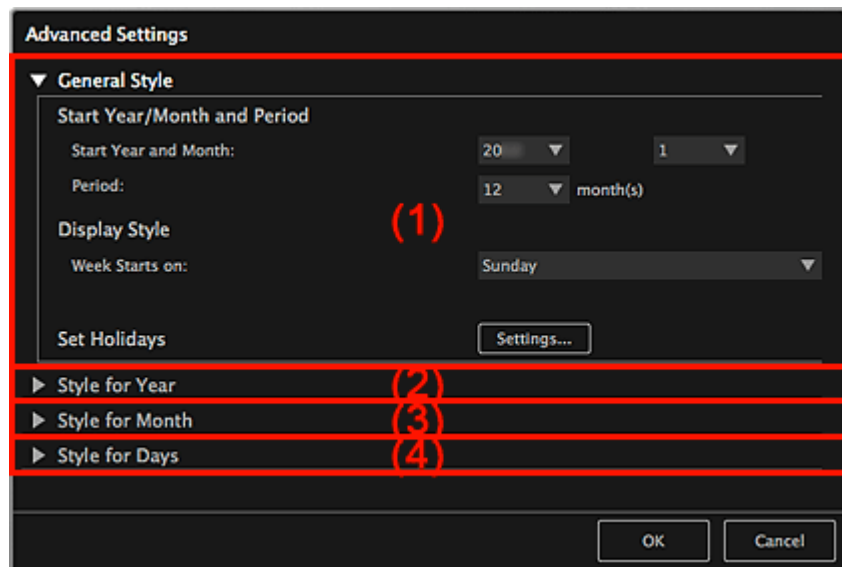 Advanced Settings
▼ General Style
Start Year/Month and Period
Start Year and Month: 20 ▼ 1 ▼
Period: 12 ▼ month(s)
(1)
Display Style
Week Starts on: Sunday ▼
Set Holidays Settings...
▶ Style for Year (2)
▶ Style for Month (3)
▶ Style for Days (4)
OK Cancel